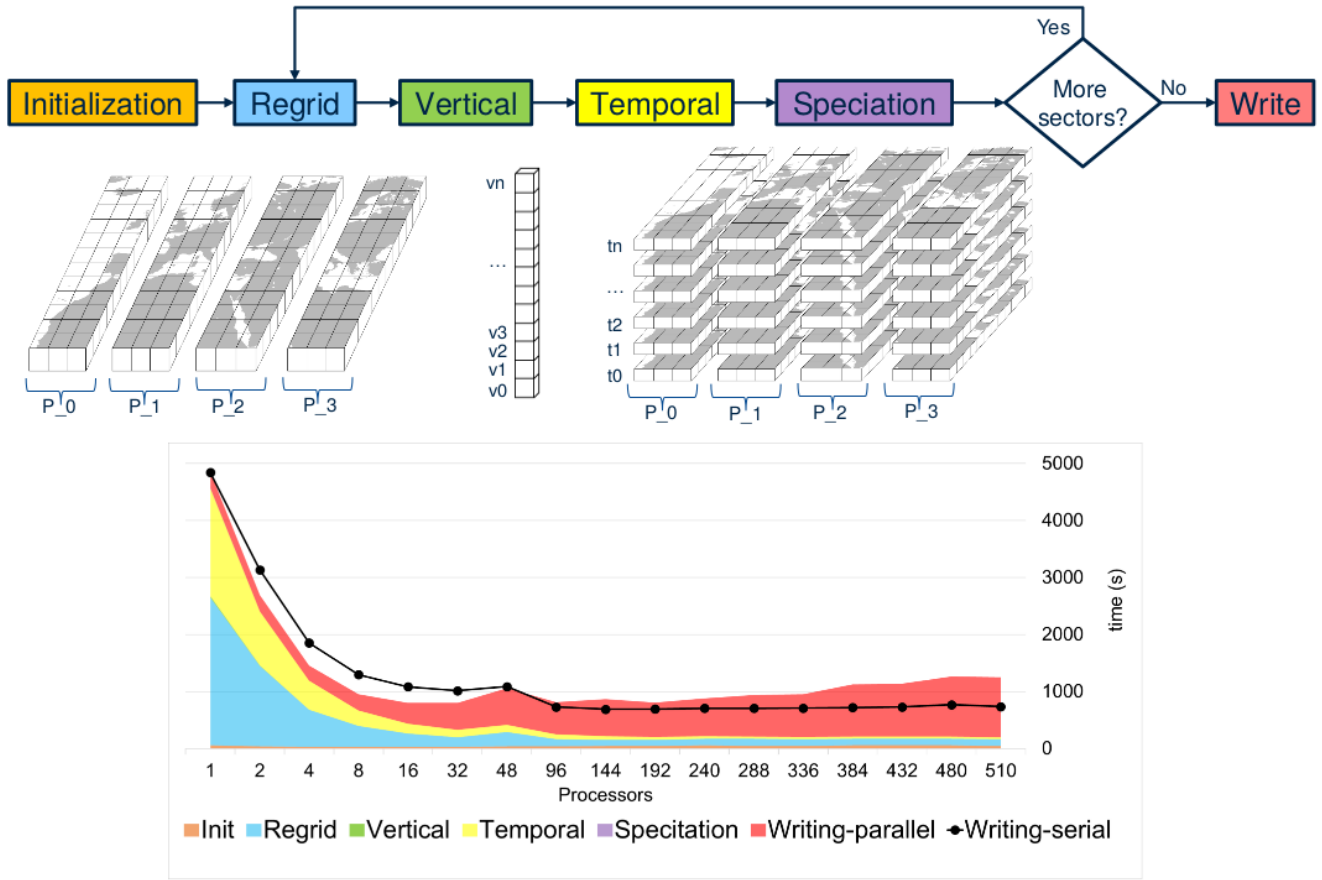 Yes
Initialization Regrid Vertical Temporal Speciation More sectors? No Write
vn
...
v3
v2
v1
v0
tn
...
t2
t1
t0
P_0 P_1 P_2 P_3
P_0 P_1 P_2 P_3
5000
4000
3000
2000
1000
0
time (s)
1 2 4 8 16 32 48 96 144 192 240 288 336 384 432 480 510
Processors
Init Regrid Vertical Temporal Specitation Writing-parallel Writing-serial